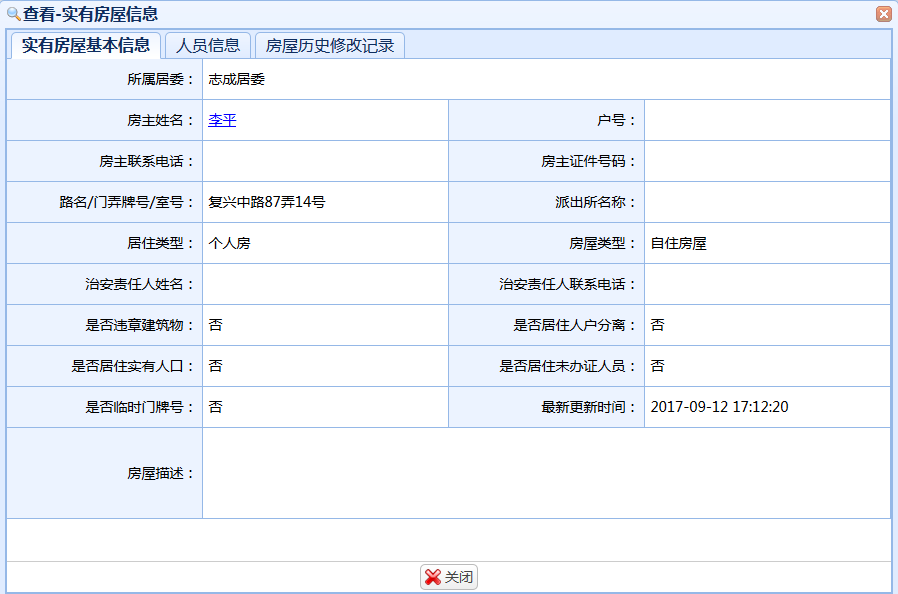 查看-实有房屋信息
实有房屋基本信息 人员信息 房屋历史修改记录
所属居委： 志成居委
房主姓名： 李平 户号：
房主联系电话： 房主证件号码：
路名/门弄牌号/室号： 复兴中路87弄14号 派出所名称：
居住类型： 个人房 房屋类型： 自住房屋
治安责任人姓名： 治安责任人联系电话：
是否违章建筑物： 否 是否居住人户分离： 否
是否居住实有人口： 否 是否居住未办证人员： 否
是否临时门牌号： 否 最新更新时间： 2017-09-12 17:12:20
房屋描述：
关闭